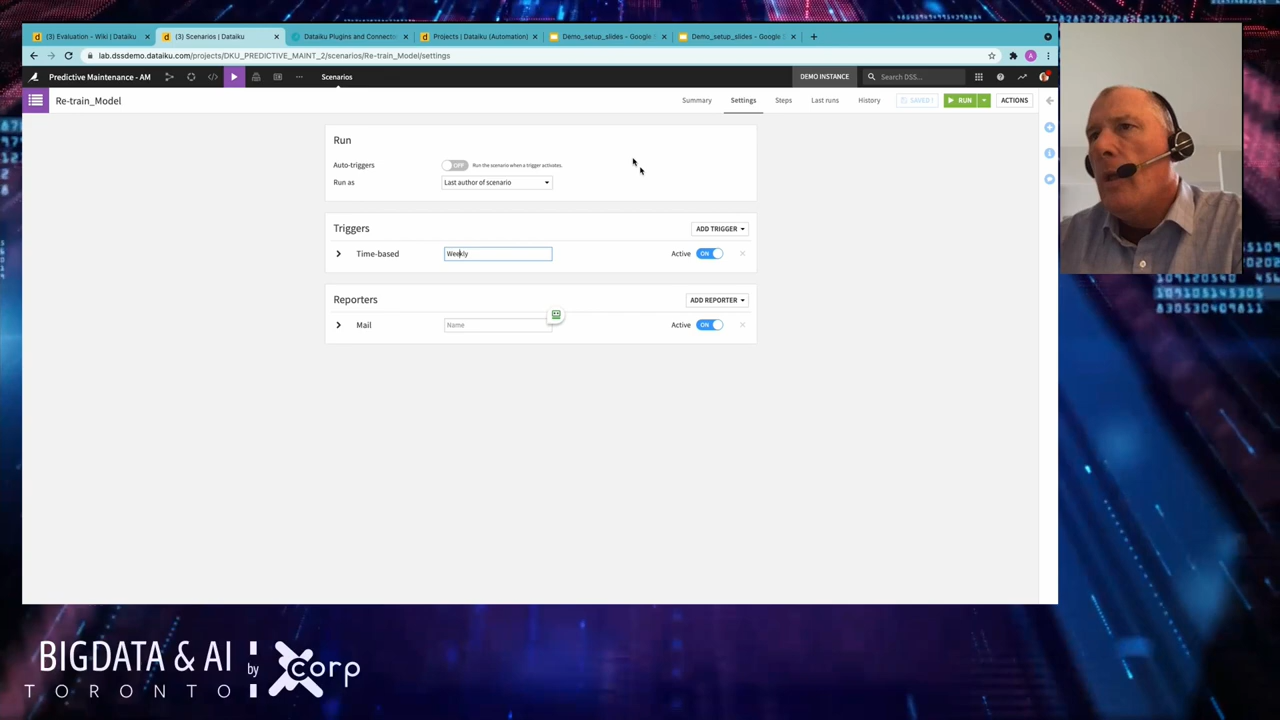 (3) Evaluation - Wiki | Dataiku
(3) Scenarios | Dataiku
Dataiku Plugins and Connect
Projects | Dataiku (Automation)
Demo_setup_slides - Google S
Demo_setup_slides - Google S
lab.dssdemo.dataiku.com/projects/DKU_PREDICTIVE_MAINT_2/scenarios/Re-train_Model/settings
A
Predictive Maintenance - AM
Scenarios
DEMO INSTANCE
Search DSS...
Re-train_Model
Summary
Settings
Steps
Last runs
History
SAVED!
RUN
ACTIONS
Run
Auto-triggers
OFF
Run the scenario when a trigger activates.
Run as
Last author of scenario
Triggers
ADD TRIGGER
Time-based
Weekly
Active
ON
Reporters
ADD REPORTER
Mail
Name
Active
ON
BIGDATA & AI
TORONTO
by
corp